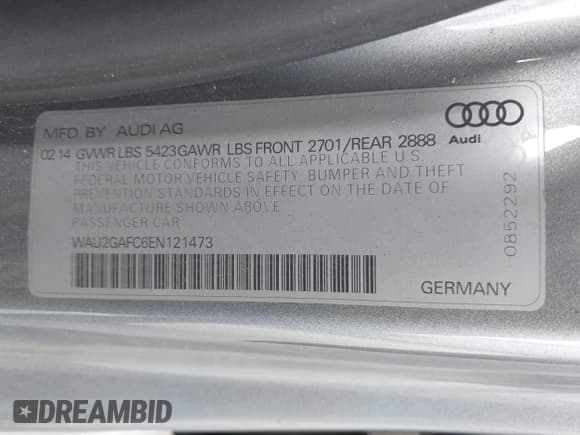 MFD. BY AUDI AG
Audi
02 14 GVWR LBS 5423 GAWR LBS FRONT 2701/REAR 2888
THIS VEHICLE CONFORMS TO ALL APPLICABLE U.S
FEDERAL MOTOR VEHICLE SAFETY, BUMPER AND THEFT
PREVENTION STANDARDS IN EFFECT ON THE DATE OF
MANUFACTURE SHOWN ABOVE
PASSENGER CAR
WAU2GAFC6EN121473
GERMANY
0852292
DREAMBID